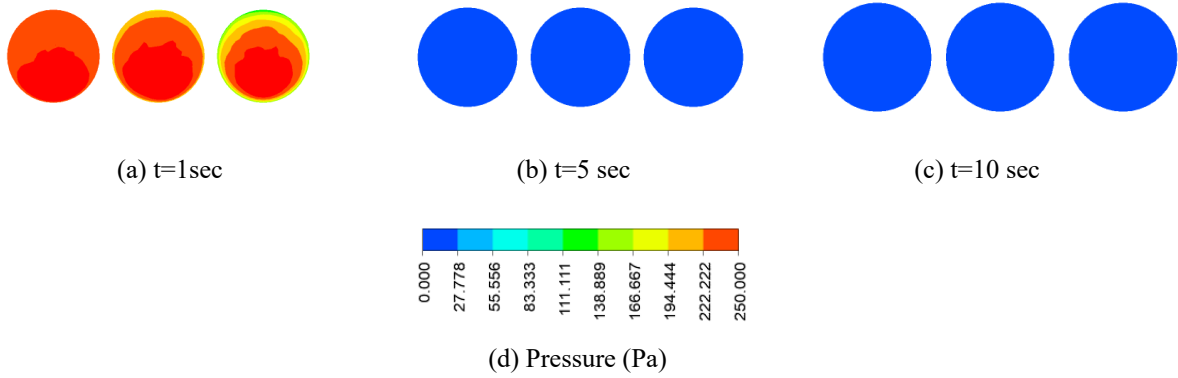 (a) t=1sec
(b) t=5 sec
(c) t=10 sec
0.000
27.778
55.556
83.333
111.111
138.889
166.667
194.444
222.222
250.000
(d) Pressure (Pa)